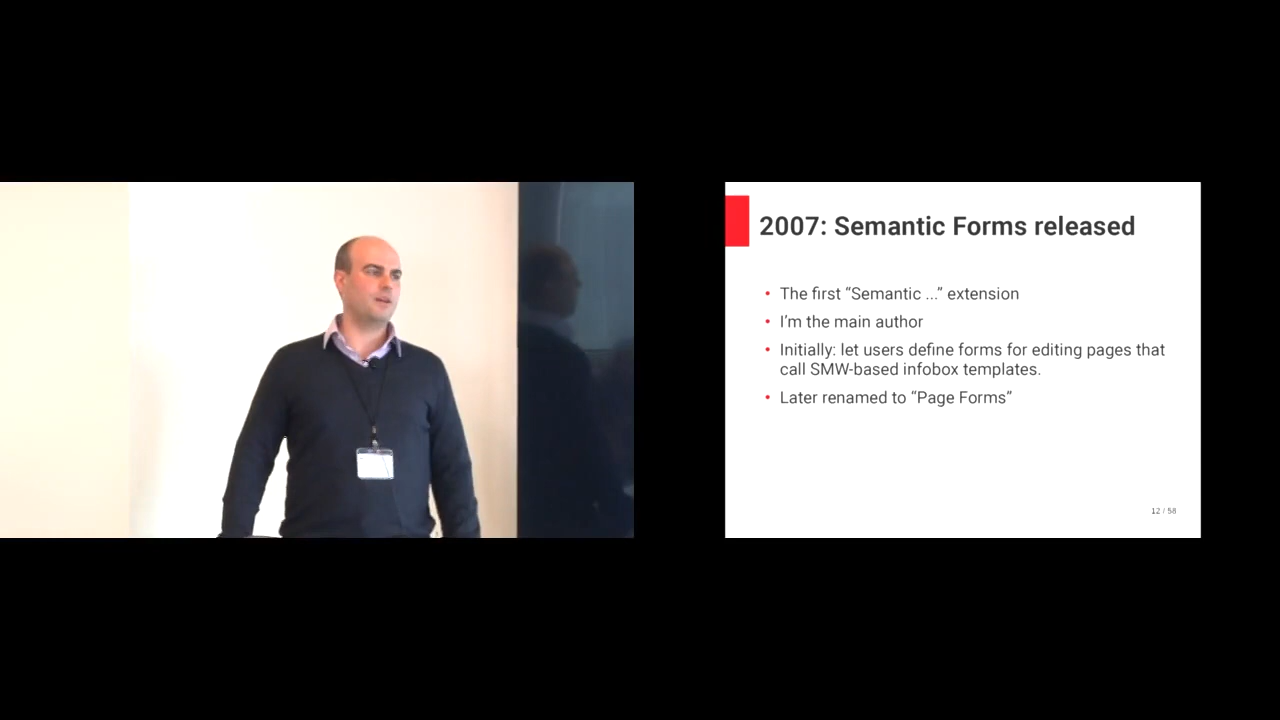 2007: Semantic Forms released
• The first “Semantic ...” extension
• I’m the main author
• Initially: let users define forms for editing pages that
call SMW-based infobox templates.
• Later renamed to “Page Forms”
12 / 58